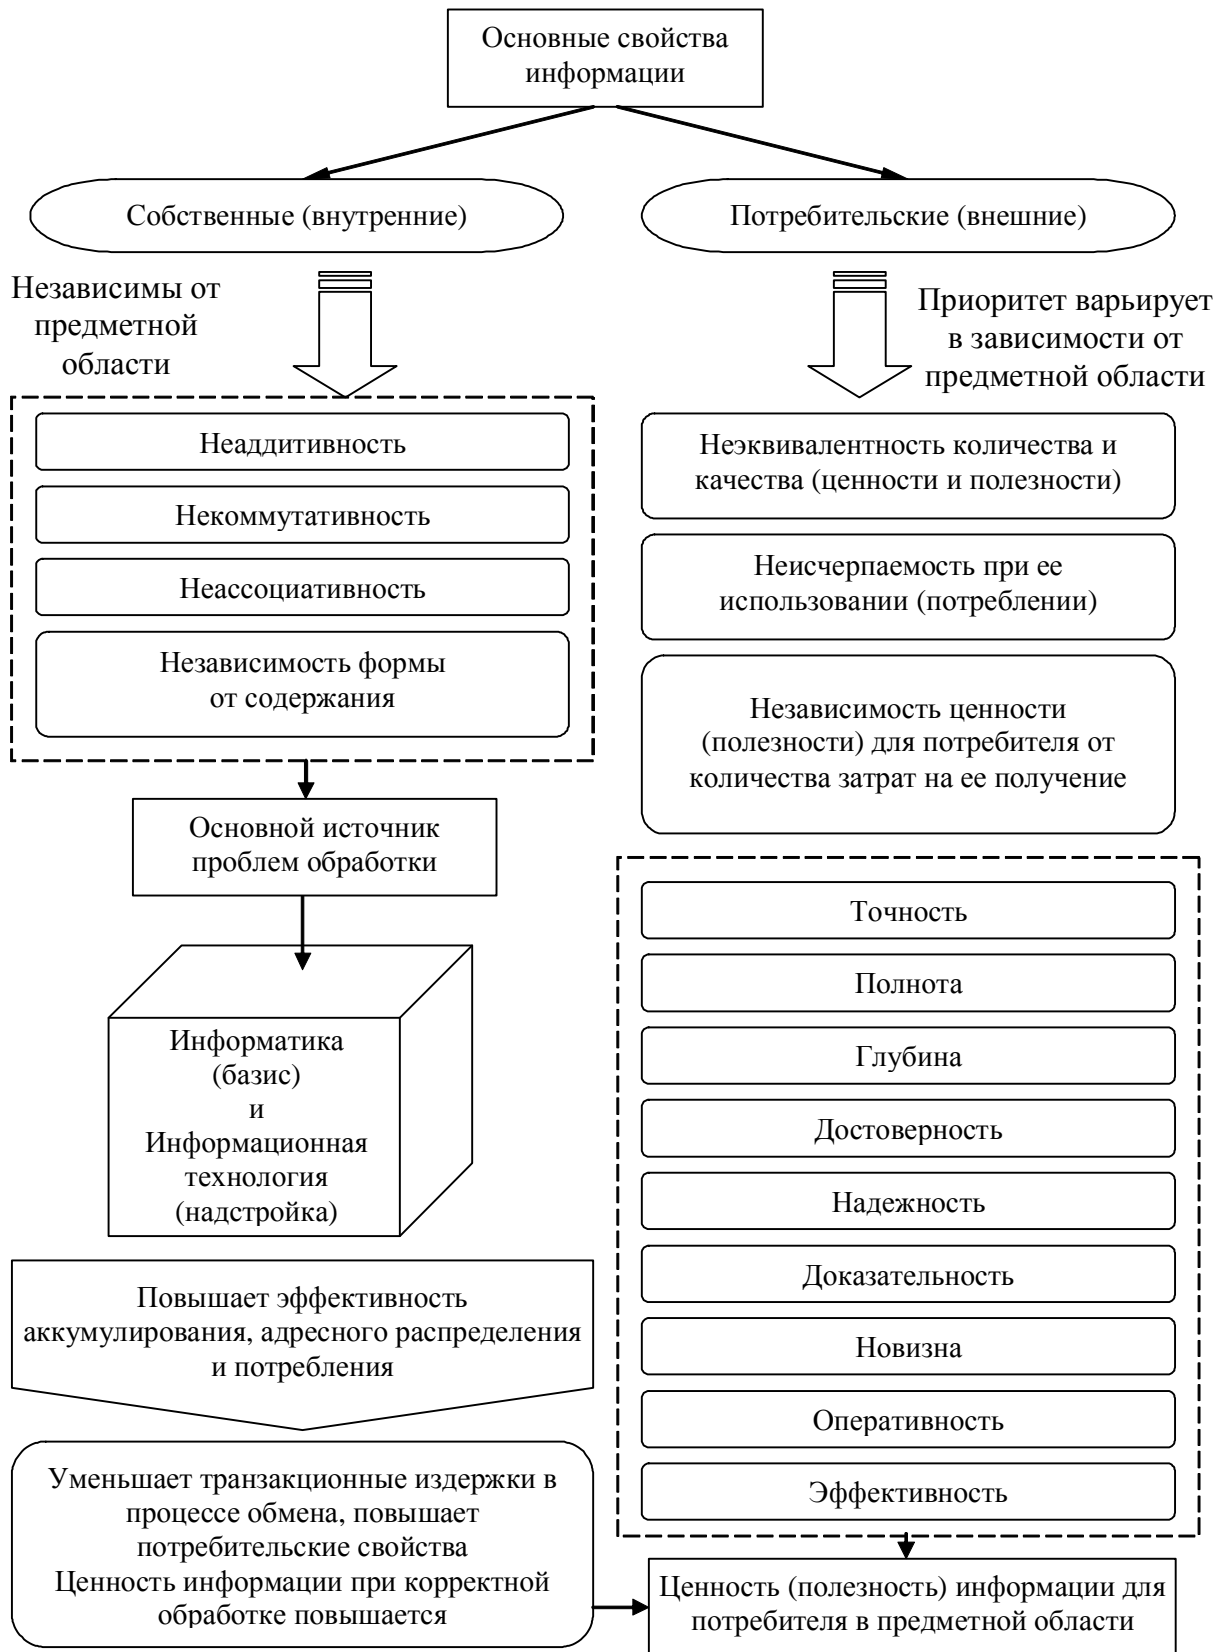 Основные свойства
информации
Собственные (внутренние)
Потребительские (внешние)
Независимы от
предметной
области
Приоритет варьирует
в зависимости от
предметной области
Неаддитивность
Некоммутативность
Неассоциативность
Независимость формы
от содержания
Основной источник
проблем обработки
Информатика
(базис)
и
Информационная
технология
(надстройка)
Повышает эффективность
аккумулирования, адресного распределения
и потребления
Уменьшает транзакционные издержки в
процессе обмена, повышает
потребительские свойства
Ценность информации при корректной
обработке повышается
Неэквивалентность количества и
качества (ценности и полезности)
Неисчерпаемость при ее
использовании (потреблении)
Независимость ценности
(полезности) для потребителя от
количества затрат на ее получение
Точность
Полнота
Глубина
Достоверность
Надежность
Доказательность
Новизна
Оперативность
Эффективность
Ценность (полезность) информации для
потребителя в предметной области